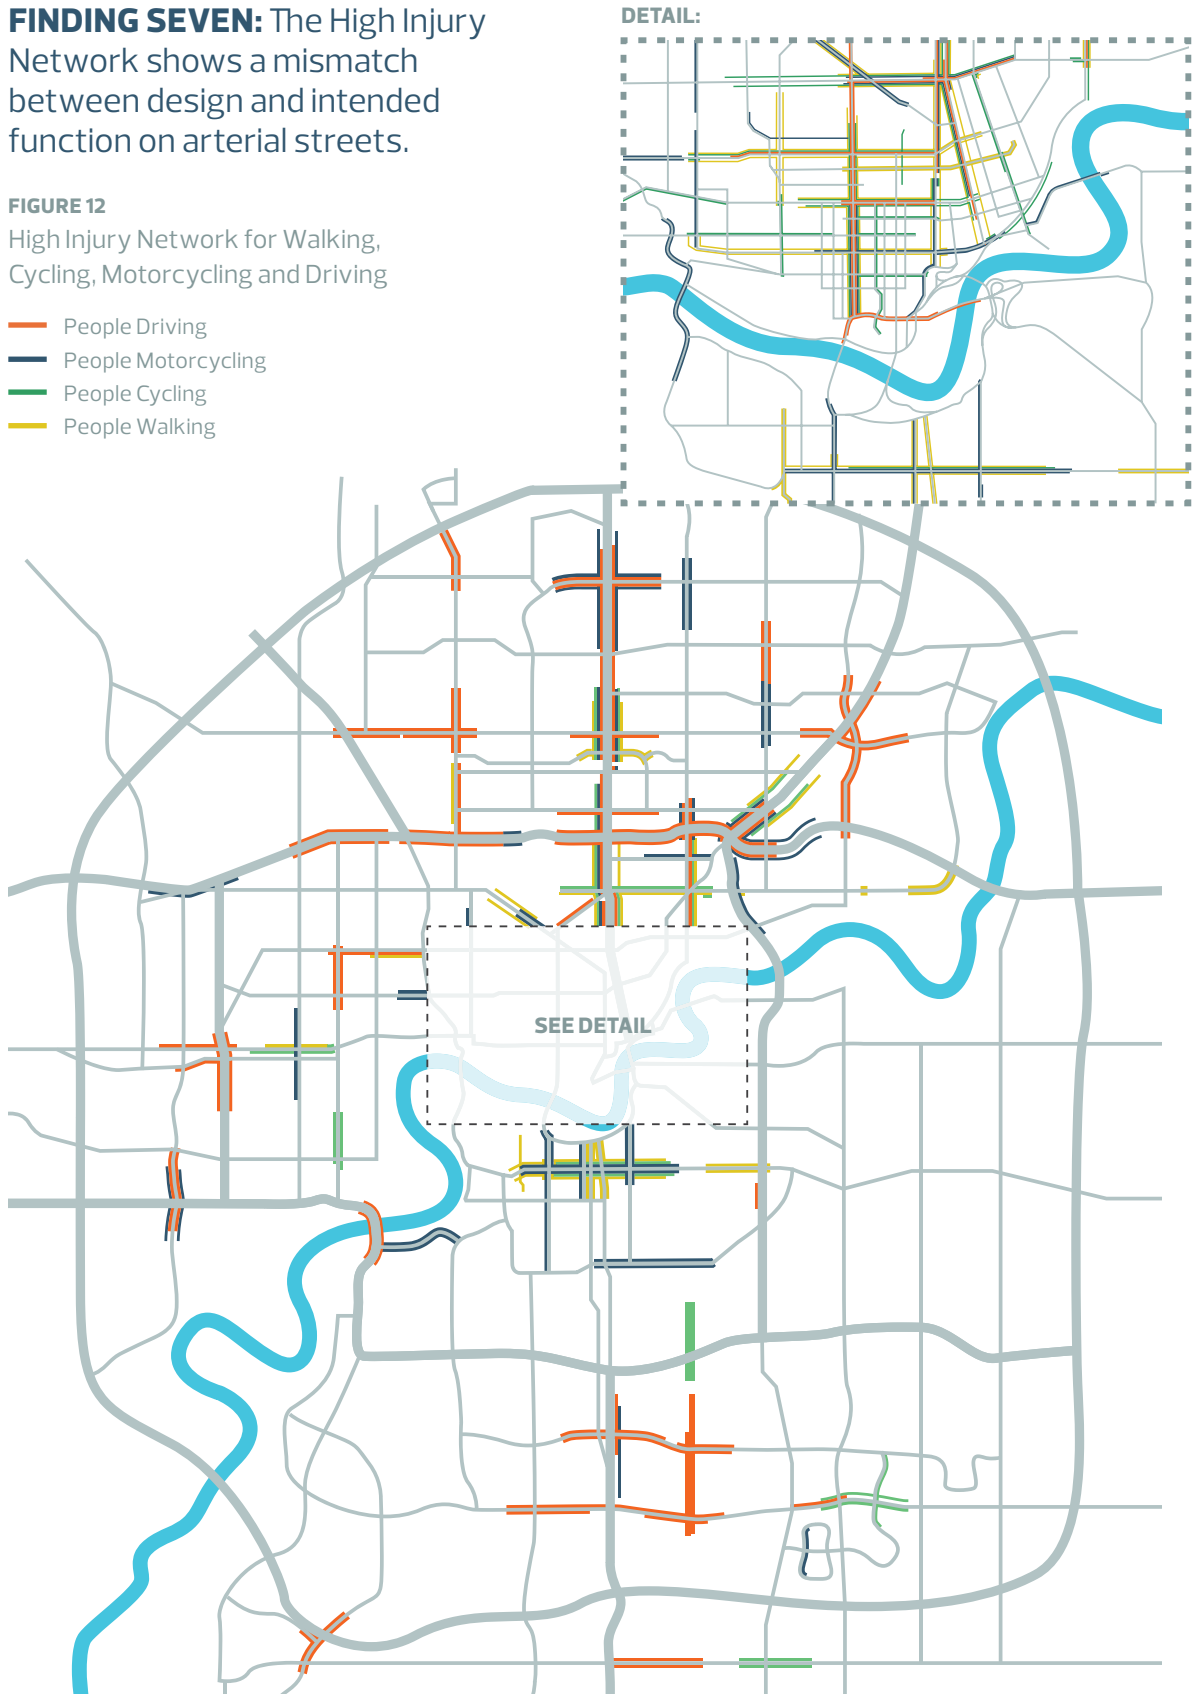 FINDING SEVEN: The High Injury
Network shows a mismatch
between design and intended
function on arterial streets.
FIGURE 12
High Injury Network for Walking,
Cycling, Motorcycling and Driving
People Driving
People Motorcycling
People Cycling
People Walking
DETAIL:
SEE DETAIL